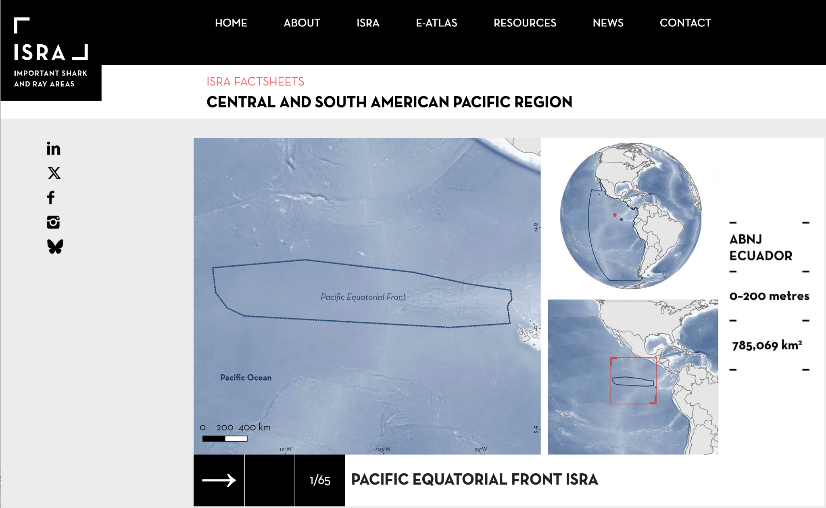 HOME ABOUT ISRA E-ATLAS RESOURCES NEWS CONTACT
ISRA
IMPORTANT SHARK
AND RAY AREAS
ISRA FACTSHEETS
CENTRAL AND SOUTH AMERICAN PACIFIC REGION
Pacific Equatorial Front
Pacific Ocean
0 200 400 km
ABNJ
ECUADOR
0–200 metres
785,069 km²
1/65
PACIFIC EQUATORIAL FRONT ISRA